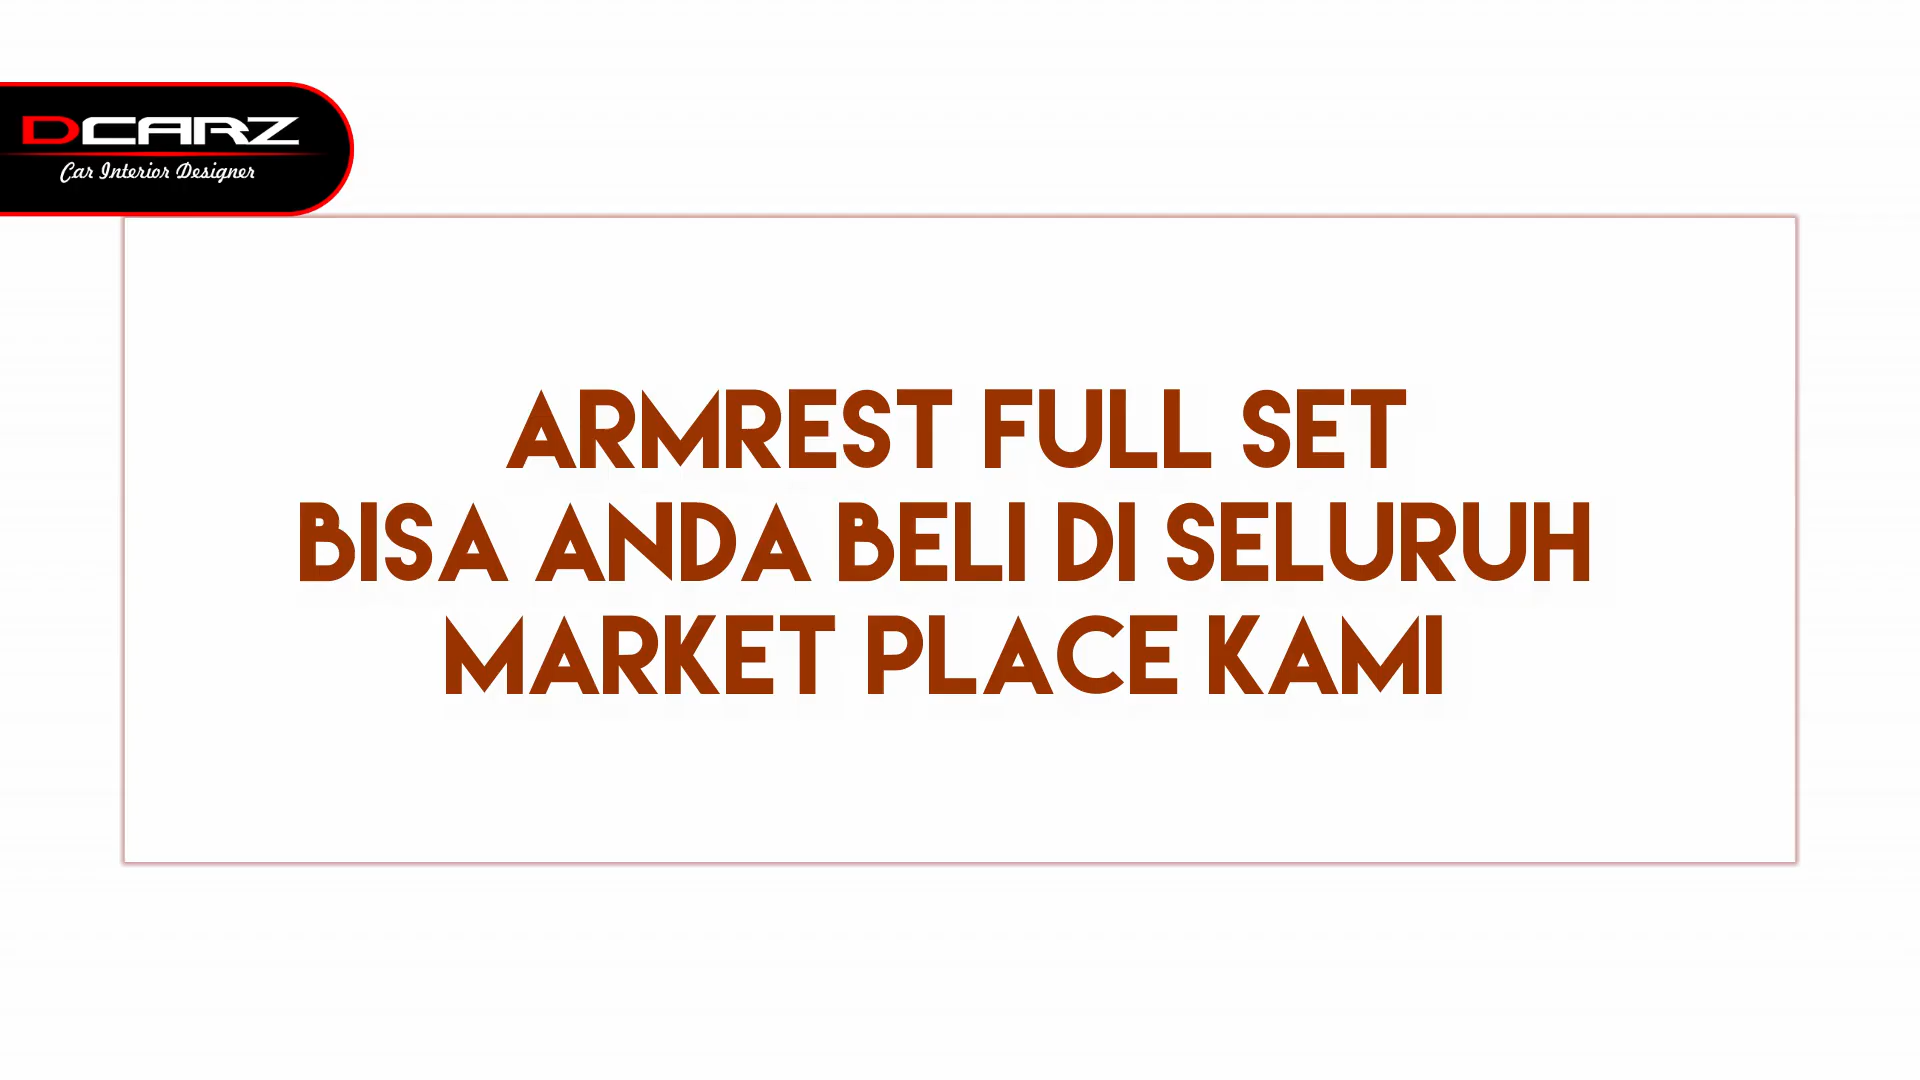 DCARZ
Car Interior Designer
ARMREST FULL SET
BISA ANDA BELI DI SELURUH
MARKET PLACE KAMI